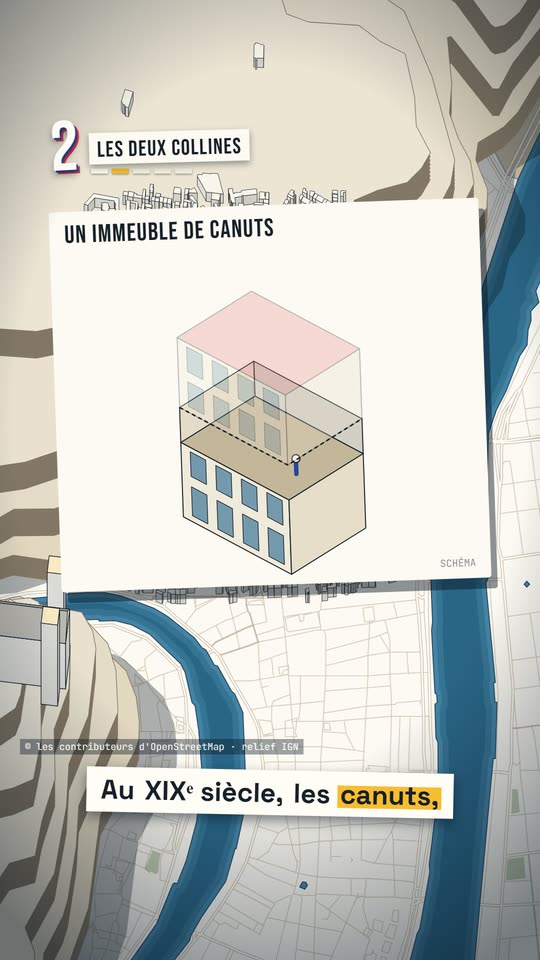 2
LES DEUX COLLINES
UN IMMEUBLE DE CANUTS
SCHÉMA
© les contributeurs d'OpenStreetMap · relief IGN
Au XIXᵉ siècle, les canuts,